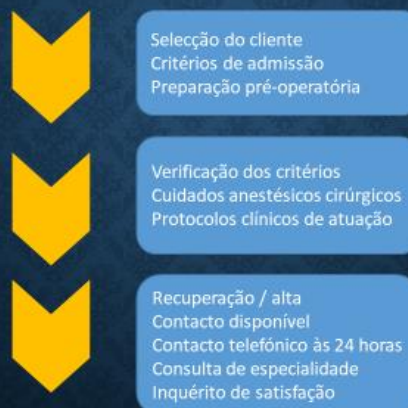 Selecção do cliente
Critérios de admissão
Preparação pré-operatória
Verificação dos critérios
Cuidados anestésicos cirúrgicos
Protocolos clínicos de atuação
Recuperação / alta
Contacto disponível
Contacto telefónico às 24 horas
Consulta de especialidade
Inquérito de satisfação